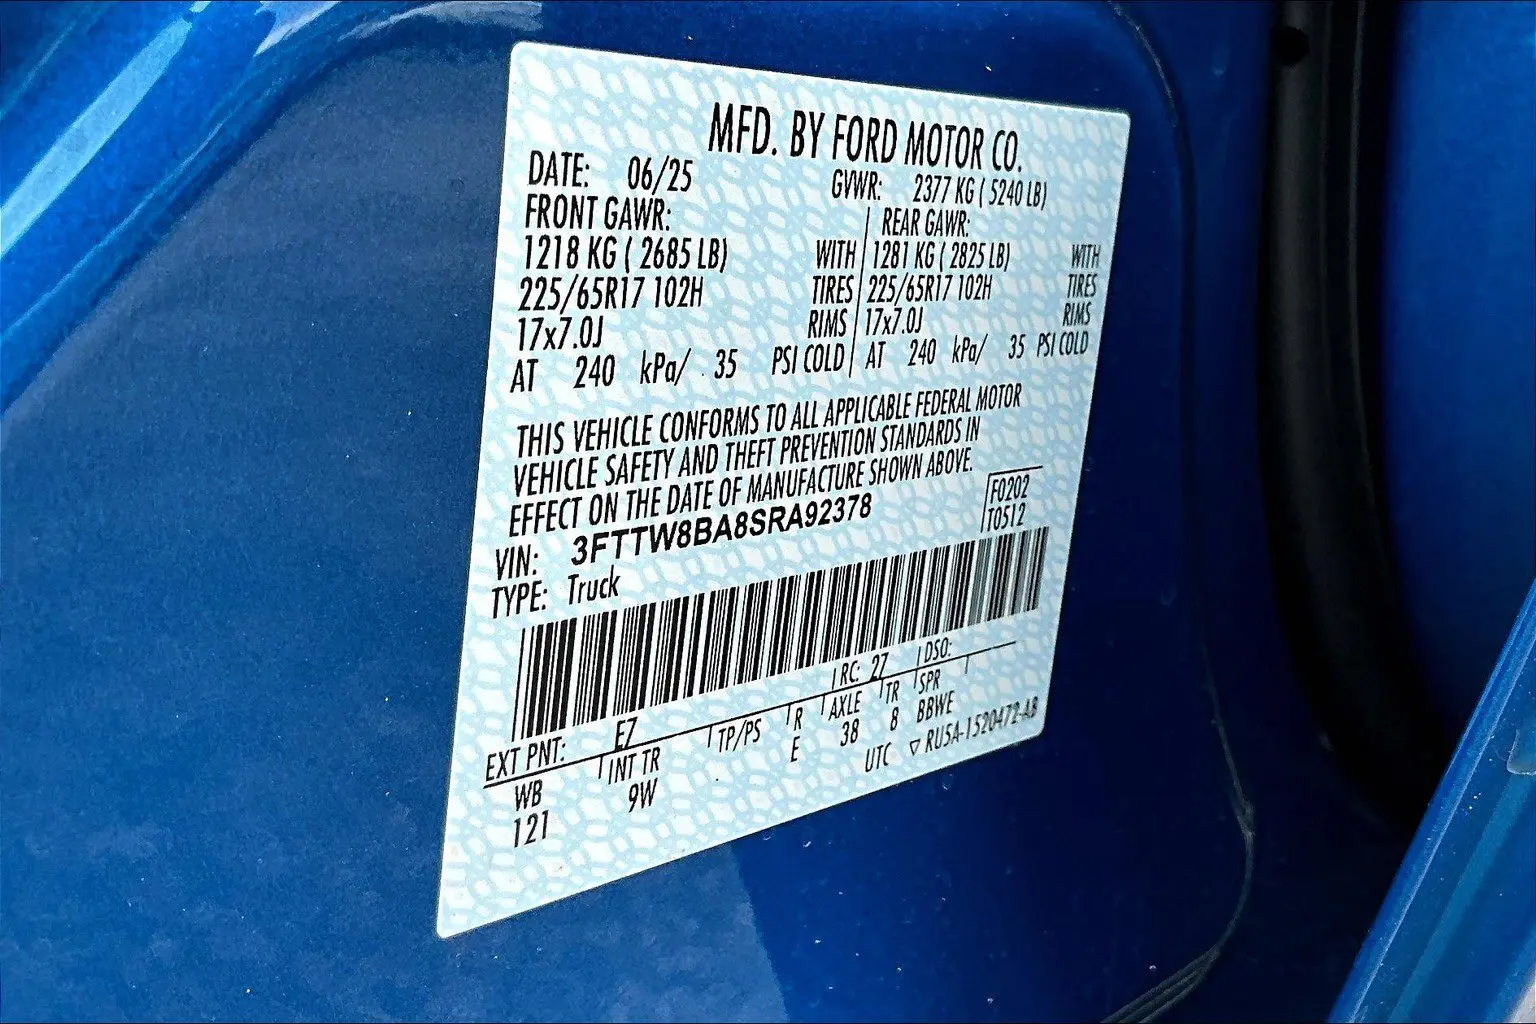 MFD. BY FORD MOTOR CO.
DATE: 06/25 GVWR: 2377 KG ( 5240 LB)
FRONT GAWR: REAR GAWR:
1218 KG ( 2685 LB) WITH 1281 KG ( 2825 LB) WITH
225/65R17 102H TIRES 225/65R17 102H TIRES
17x7.0J RIMS 17x7.0J RIMS
AT 240 kPa/ 35 PSI COLD AT 240 kPa/ 35 PSI COLD
THIS VEHICLE CONFORMS TO ALL APPLICABLE FEDERAL MOTOR
VEHICLE SAFETY AND THEFT PREVENTION STANDARDS IN
EFFECT ON THE DATE OF MANUFACTURE SHOWN ABOVE.
F0202
T0512
VIN: 3FTTW8BA8SRA92378
TYPE: Truck
EXT PNT: E7 RC: 27 DSO:
WB INT TR TP/PS R AXLE TR SPR
121 9W E 38 8 BBWE
UTC ▽ RU5A-1520472-AB